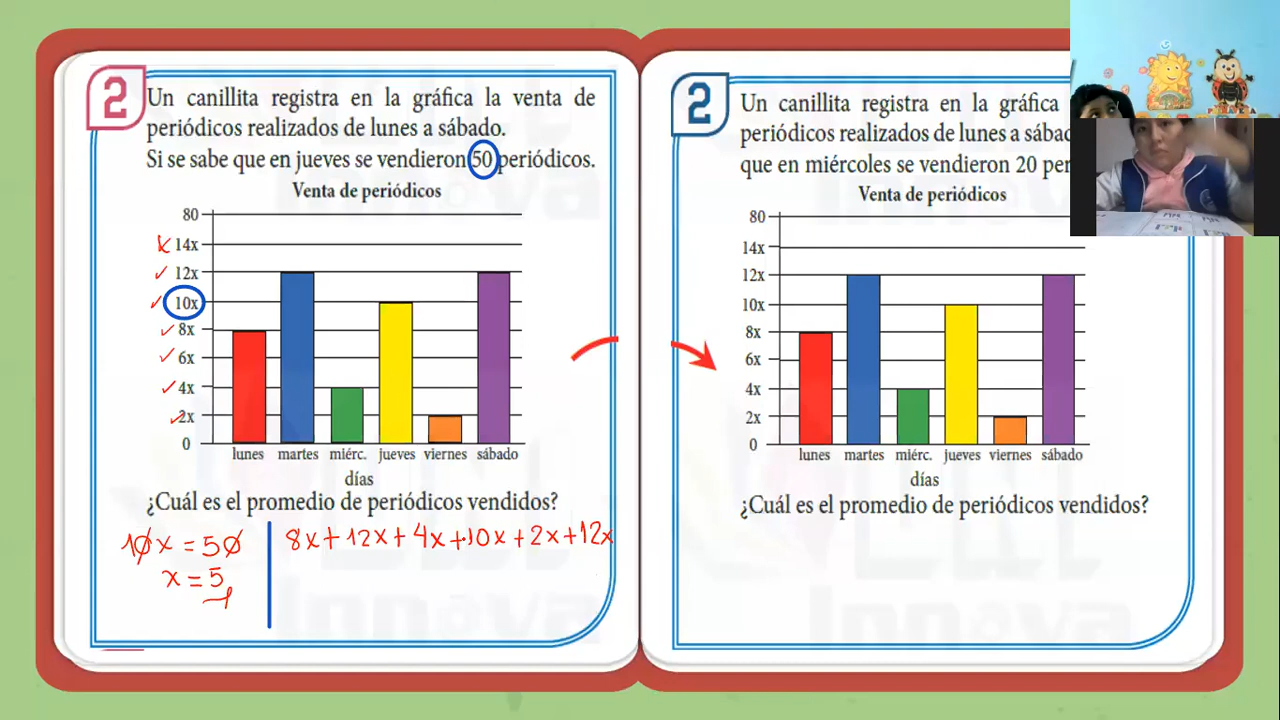 2
Un canillita registra en la gráfica la venta de
periódicos realizados de lunes a sábado.
Si se sabe que en jueves se vendieron 50 periódicos.
Venta de periódicos
80
14x
12x
10x
8x
6x
4x
2x
0
lunes martes miérc. jueves viernes sábado
días
¿Cuál es el promedio de periódicos vendidos?
10x = 50
x = 5
8x + 12x + 4x + 10x + 2x + 12x
2
Un canillita registra en la gráfica
periódicos realizados de lunes a
que en miércoles se vendieron 20
Venta de periódicos
80
14x
12x
10x
8x
6x
4x
2x
0
lunes martes miérc. jueves viernes sábado
días
¿Cuál es el promedio de periódicos vendidos?